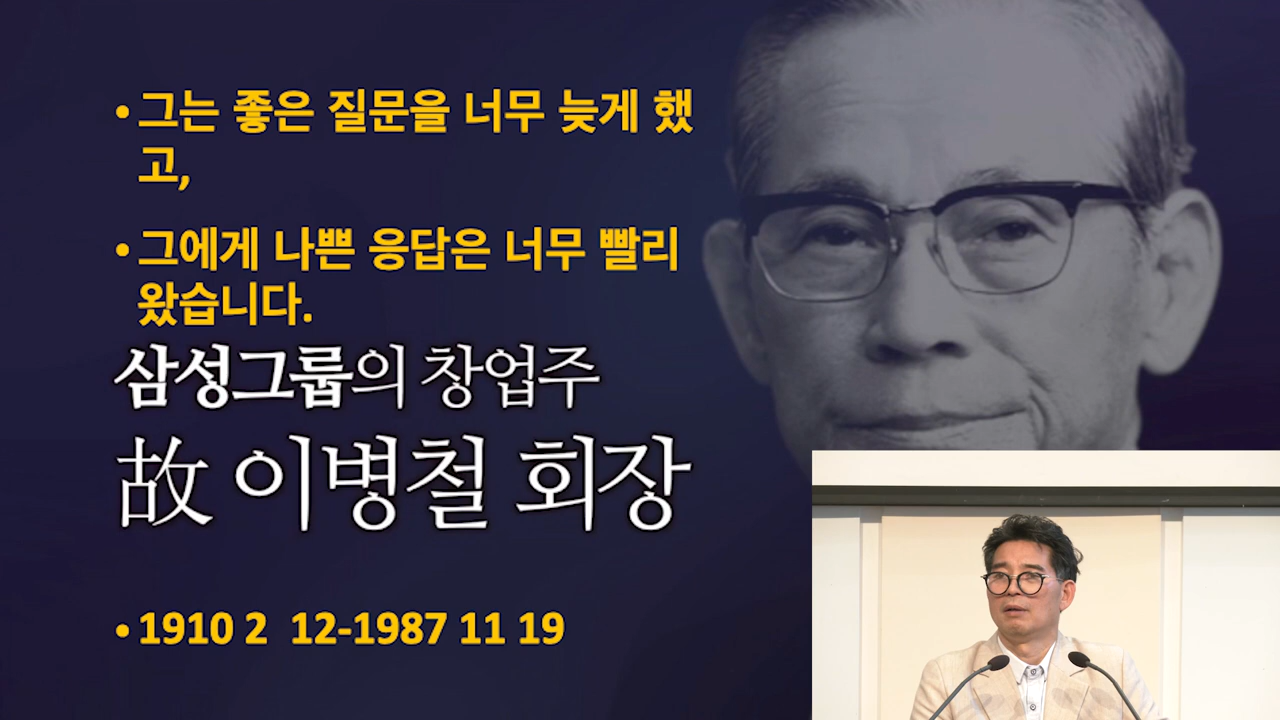 • 그는 좋은 질문을 너무 늦게 했
고,
• 그에게 나쁜 응답은 너무 빨리
왔습니다.
삼성그룹의 창업주
故 이병철 회장
• 1910 2 12-1987 11 19